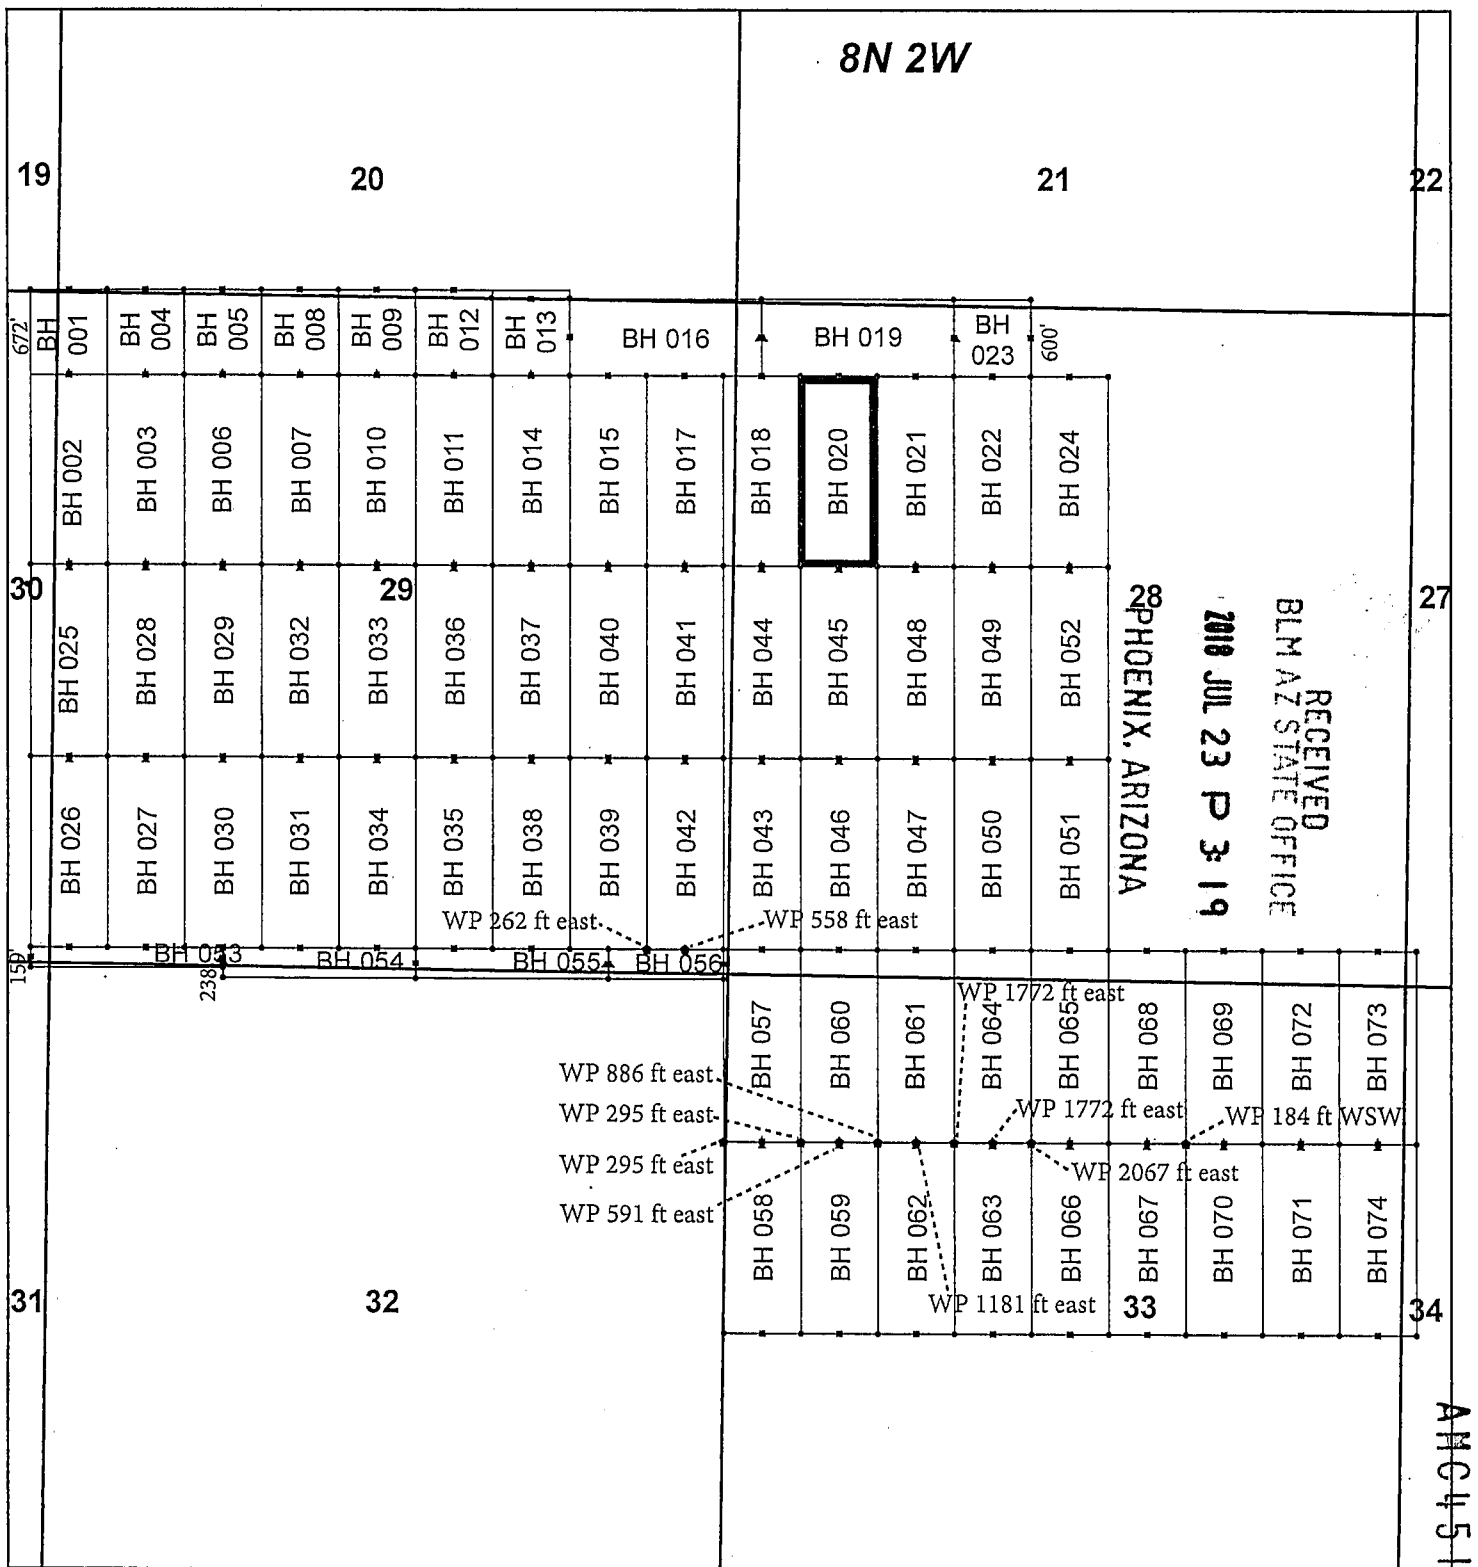 8N 2W
19
20
21
22
672'
BH 001
BH 004
BH 005
BH 008
BH 009
BH 012
BH 013
BH 016
BH 019
BH 023
600'
BH 002
BH 003
BH 006
BH 007
BH 010
BH 011
BH 014
BH 015
BH 017
BH 018
BH 020
BH 021
BH 022
BH 024
30
29
28
27
BH 025
BH 028
BH 029
BH 032
BH 033
BH 036
BH 037
BH 040
BH 041
BH 044
BH 045
BH 048
BH 049
BH 052
RECEIVED
BLM AZ STATE OFFICE
2018 JUL 23 P 3:19
PHOENIX, ARIZONA
BH 026
BH 027
BH 030
BH 031
BH 034
BH 035
BH 038
BH 039
BH 042
BH 043
BH 046
BH 047
BH 050
BH 051
WP 262 ft east
WP 558 ft east
159'
BH 053
238'
BH 054
BH 055
BH 056
WP 1772 ft east
BH 057
BH 060
BH 061
BH 064
BH 065
BH 068
BH 069
BH 072
BH 073
WP 886 ft east
WP 295 ft east
WP 1772 ft east
WP 184 ft WSW
WP 295 ft east
WP 2067 ft east
WP 591 ft east
BH 058
BH 059
BH 062
BH 063
BH 066
BH 067
BH 070
BH 071
BH 074
WP 1181 ft east
31
32
33
34
AMC451